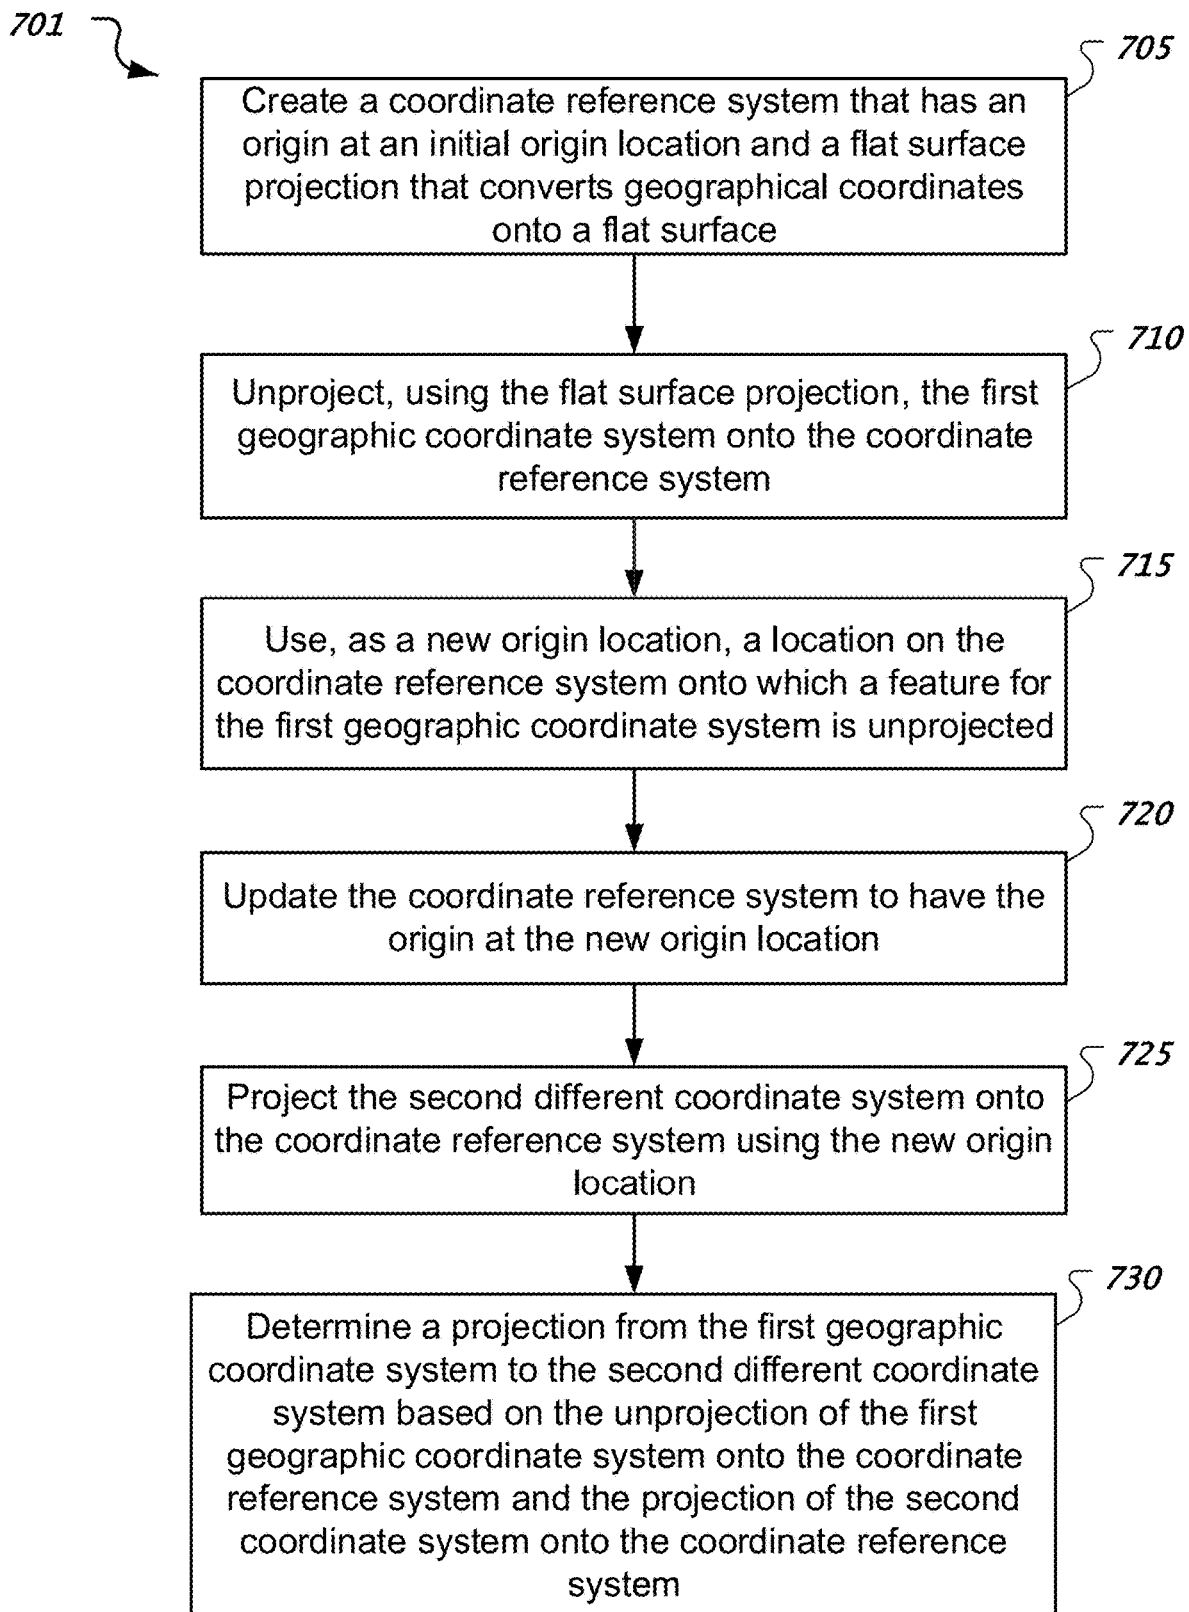 701
705
Create a coordinate reference system that has an
origin at an initial origin location and a flat surface
projection that converts geographical coordinates
onto a flat surface
710
Unproject, using the flat surface projection, the first
geographic coordinate system onto the coordinate
reference system
715
Use, as a new origin location, a location on the
coordinate reference system onto which a feature for
the first geographic coordinate system is unprojected
720
Update the coordinate reference system to have the
origin at the new origin location
725
Project the second different coordinate system onto
the coordinate reference system using the new origin
location
730
Determine a projection from the first geographic
coordinate system to the second different coordinate
system based on the unprojection of the first
geographic coordinate system onto the coordinate
reference system and the projection of the second
coordinate system onto the coordinate reference
system